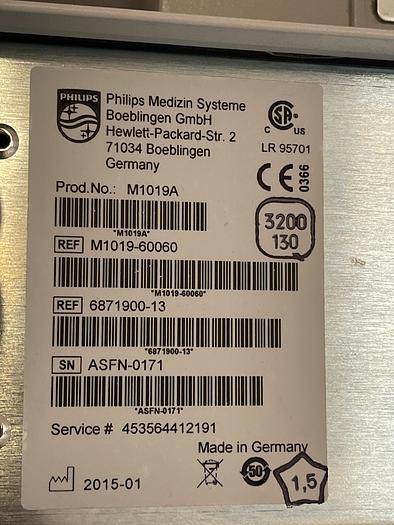 PHILIPS
Philips Medizin Systeme
Boeblingen GmbH
Hewlett-Packard-Str. 2
71034 Boeblingen
Germany
CSA
C US
LR 95701
CE 0366
Prod.No.: M1019A
*M1019A*
3200
130
REF M1019-60060
*M1019-60060*
REF 6871900-13
*6871900-13*
SN ASFN-0171
*ASFN-0171*
Service # 453564412191
Made in Germany
2015-01
50
1,5